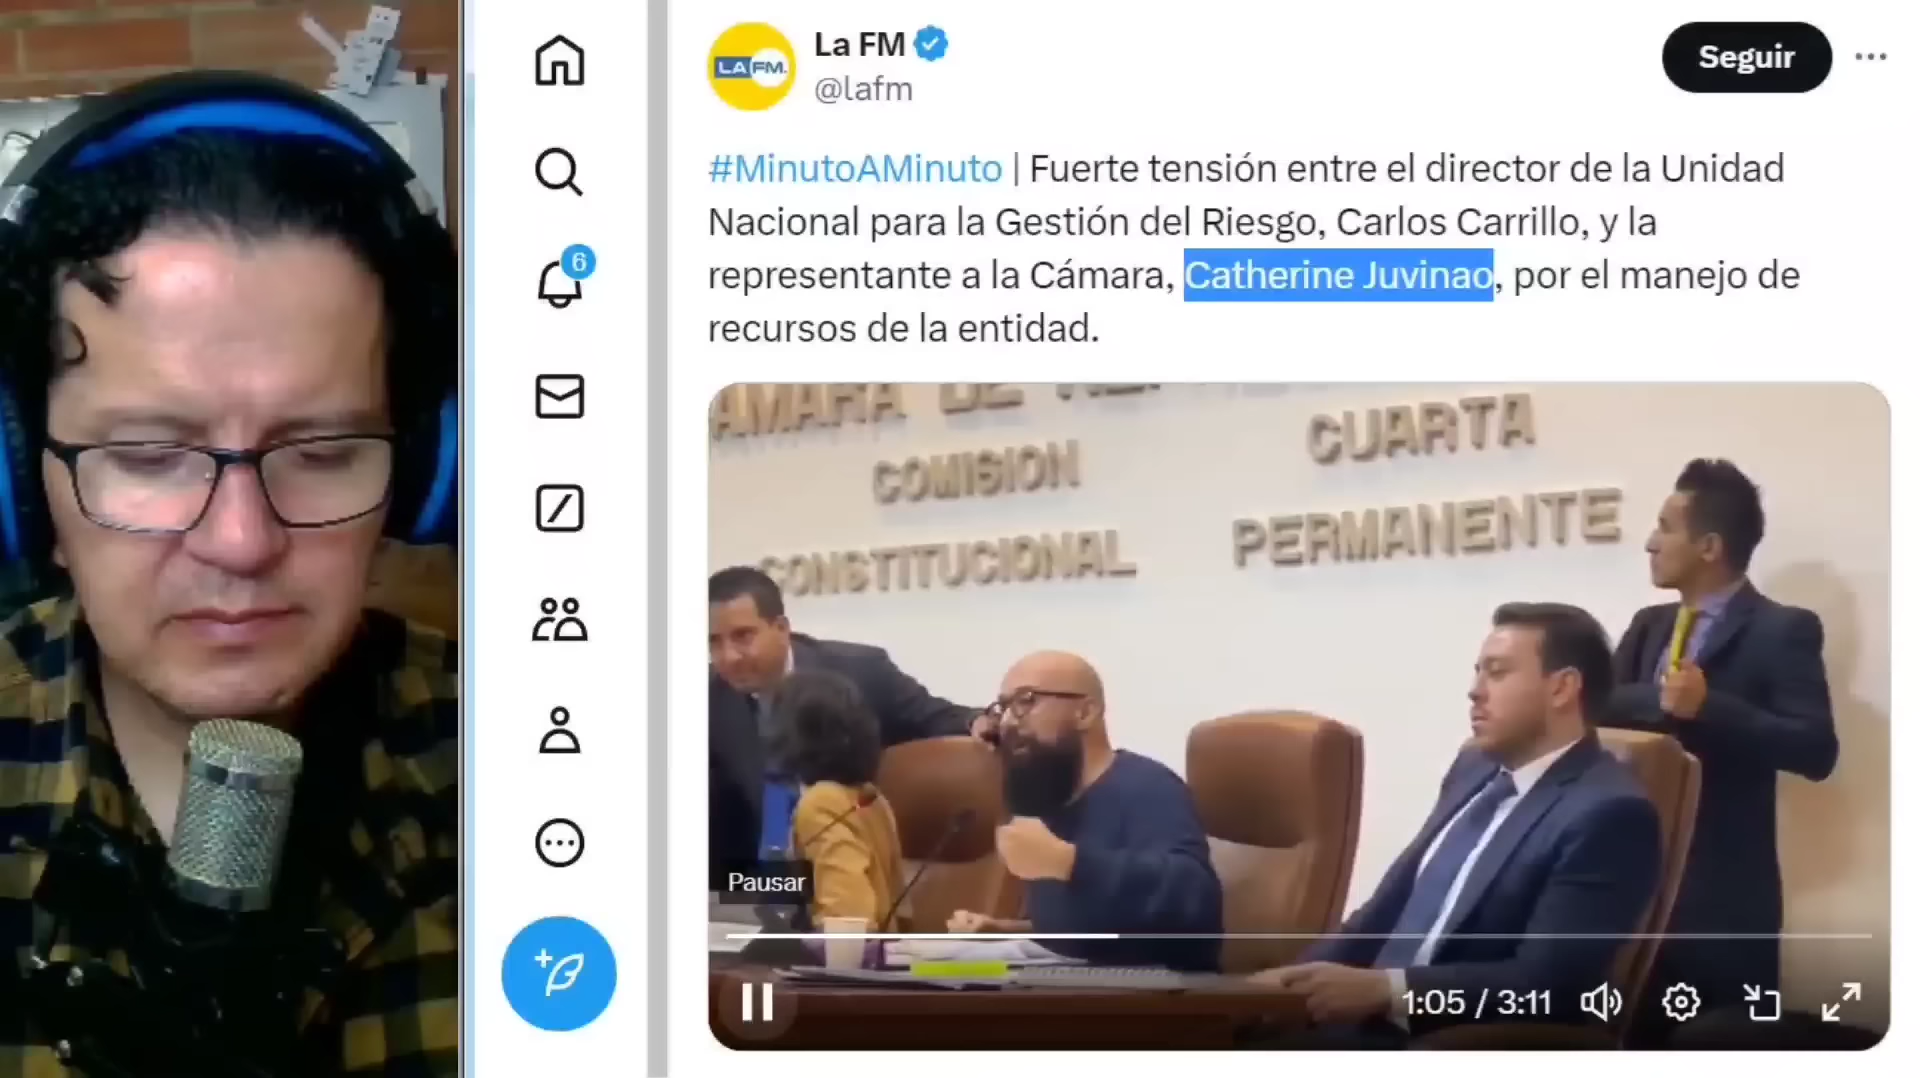 LA FM.
La FM
@lafm
Seguir
6
#MinutoAMinuto | Fuerte tensión entre el director de la Unidad
Nacional para la Gestión del Riesgo, Carlos Carrillo, y la
representante a la Cámara, Catherine Juvinao, por el manejo de
recursos de la entidad.
CUARTA
COMISION
PERMANENTE
CONSTITUCIONAL
Pausar
1:05 / 3:11